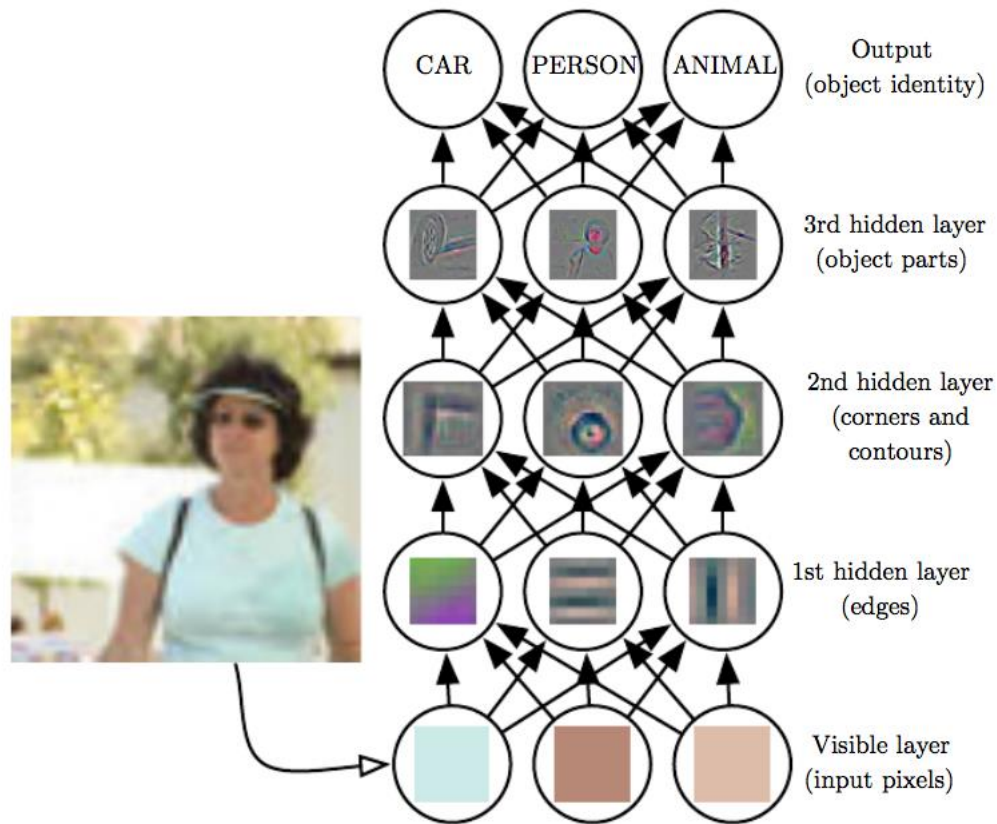 CAR PERSON ANIMAL
Output
(object identity)
3rd hidden layer
(object parts)
2nd hidden layer
(corners and
contours)
1st hidden layer
(edges)
Visible layer
(input pixels)